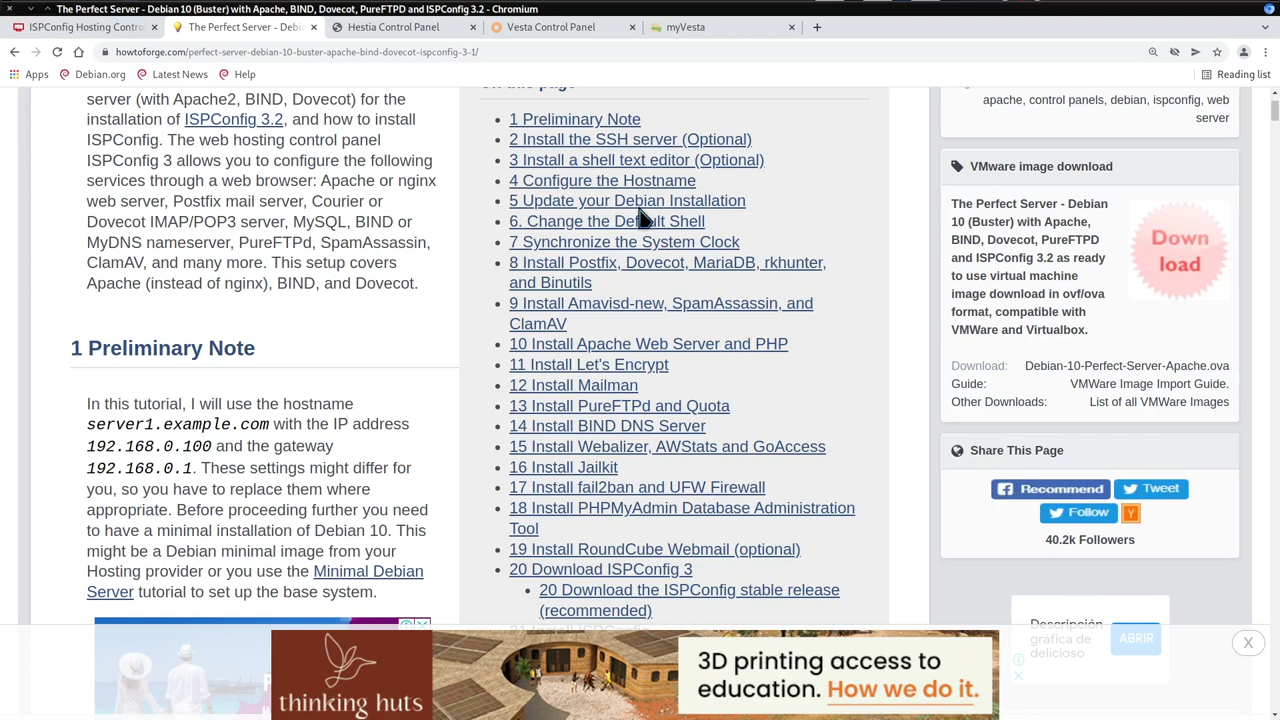 The Perfect Server - Debian 10 (Buster) with Apache, BIND, Dovecot, PureFTPD and ISPConfig 3.2 - Chromium
ISPConfig Hosting Contro
The Perfect Server - Debi
Hestia Control Panel
Vesta Control Panel
myVesta
howtoforge.com/perfect-server-debian-10-buster-apache-bind-dovecot-ispconfig-3-1/
Apps
Debian.org
Latest News
Help
Reading list
server (with Apache2, BIND, Dovecot) for the
installation of ISPConfig 3.2, and how to install
ISPConfig. The web hosting control panel
ISPConfig 3 allows you to configure the following
services through a web browser: Apache or nginx
web server, Postfix mail server, Courier or
Dovecot IMAP/POP3 server, MySQL, BIND or
MyDNS nameserver, PureFTPd, SpamAssassin,
ClamAV, and many more. This setup covers
Apache (instead of nginx), BIND, and Dovecot.
1 Preliminary Note
In this tutorial, I will use the hostname
server1.example.com with the IP address
192.168.0.100 and the gateway
192.168.0.1. These settings might differ for
you, so you have to replace them where
appropriate. Before proceeding further you need
to have a minimal installation of Debian 10. This
might be a Debian minimal image from your
Hosting provider or you use the Minimal Debian
Server tutorial to set up the base system.
On this page
1 Preliminary Note
2 Install the SSH server (Optional)
3 Install a shell text editor (Optional)
4 Configure the Hostname
5 Update your Debian Installation
6. Change the Default Shell
7 Synchronize the System Clock
8 Install Postfix, Dovecot, MariaDB, rkhunter,
and Binutils
9 Install Amavisd-new, SpamAssassin, and
ClamAV
10 Install Apache Web Server and PHP
11 Install Let's Encrypt
12 Install Mailman
13 Install PureFTPd and Quota
14 Install BIND DNS Server
15 Install Webalizer, AWStats and GoAccess
16 Install Jailkit
17 Install fail2ban and UFW Firewall
18 Install PHPMyAdmin Database Administration
Tool
19 Install RoundCube Webmail (optional)
20 Download ISPConfig 3
20 Download the ISPConfig stable release
(recommended)
21 Install ISPConfig
apache, control panels, debian, ispconfig, web
server
VMware image download
The Perfect Server - Debian
10 (Buster) with Apache,
BIND, Dovecot, PureFTPD
and ISPConfig 3.2 as ready
to use virtual machine
image download in ovf/ova
format, compatible with
VMWare and Virtualbox.
Down
load
Download: Debian-10-Perfect-Server-Apache.ova
Guide: VMWare Image Import Guide.
Other Downloads: List of all VMWare Images
Share This Page
Recommend
Tweet
Follow
Y
40.2k Followers
Descripción
gráfica de
delicioso
ABRIR
X
thinking huts
3D printing access to
education. How we do it.